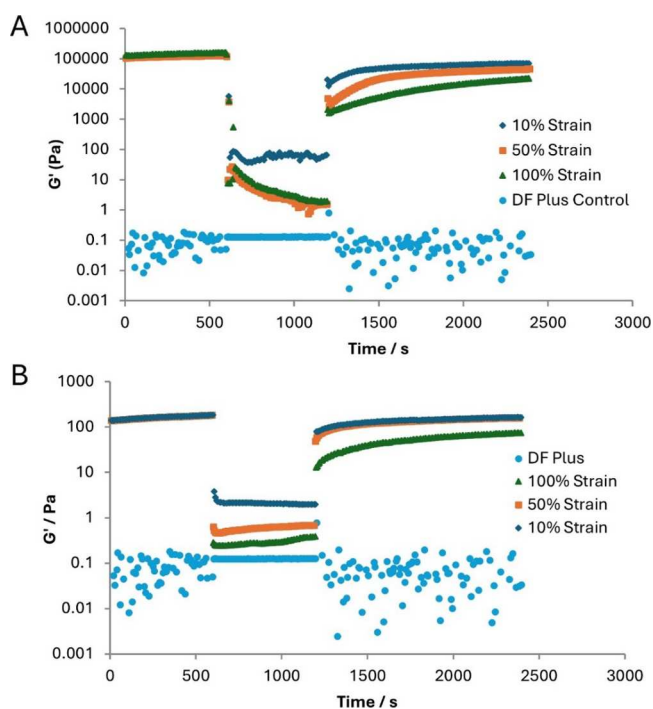 A
1000000
100000
10000
1000
100
10
1
0.1
0.01
0.001
G' (Pa)
10% Strain
50% Strain
100% Strain
DF Plus Control
0 500 1000 1500 2000 2500 3000
Time / s
B
1000
100
10
1
0.1
0.01
0.001
G' / Pa
DF Plus
100% Strain
50% Strain
10% Strain
0 500 1000 1500 2000 2500 3000
Time / s